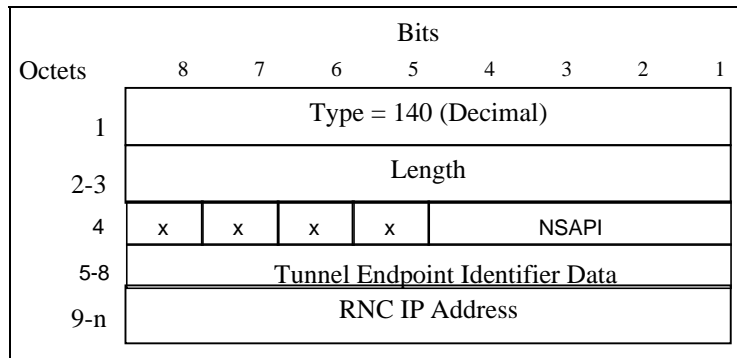 Bits
Octets 8 7 6 5 4 3 2 1
1 Type = 140 (Decimal)
2-3 Length
4 x x x x NSAPI
5-8 Tunnel Endpoint Identifier Data
9-n RNC IP Address